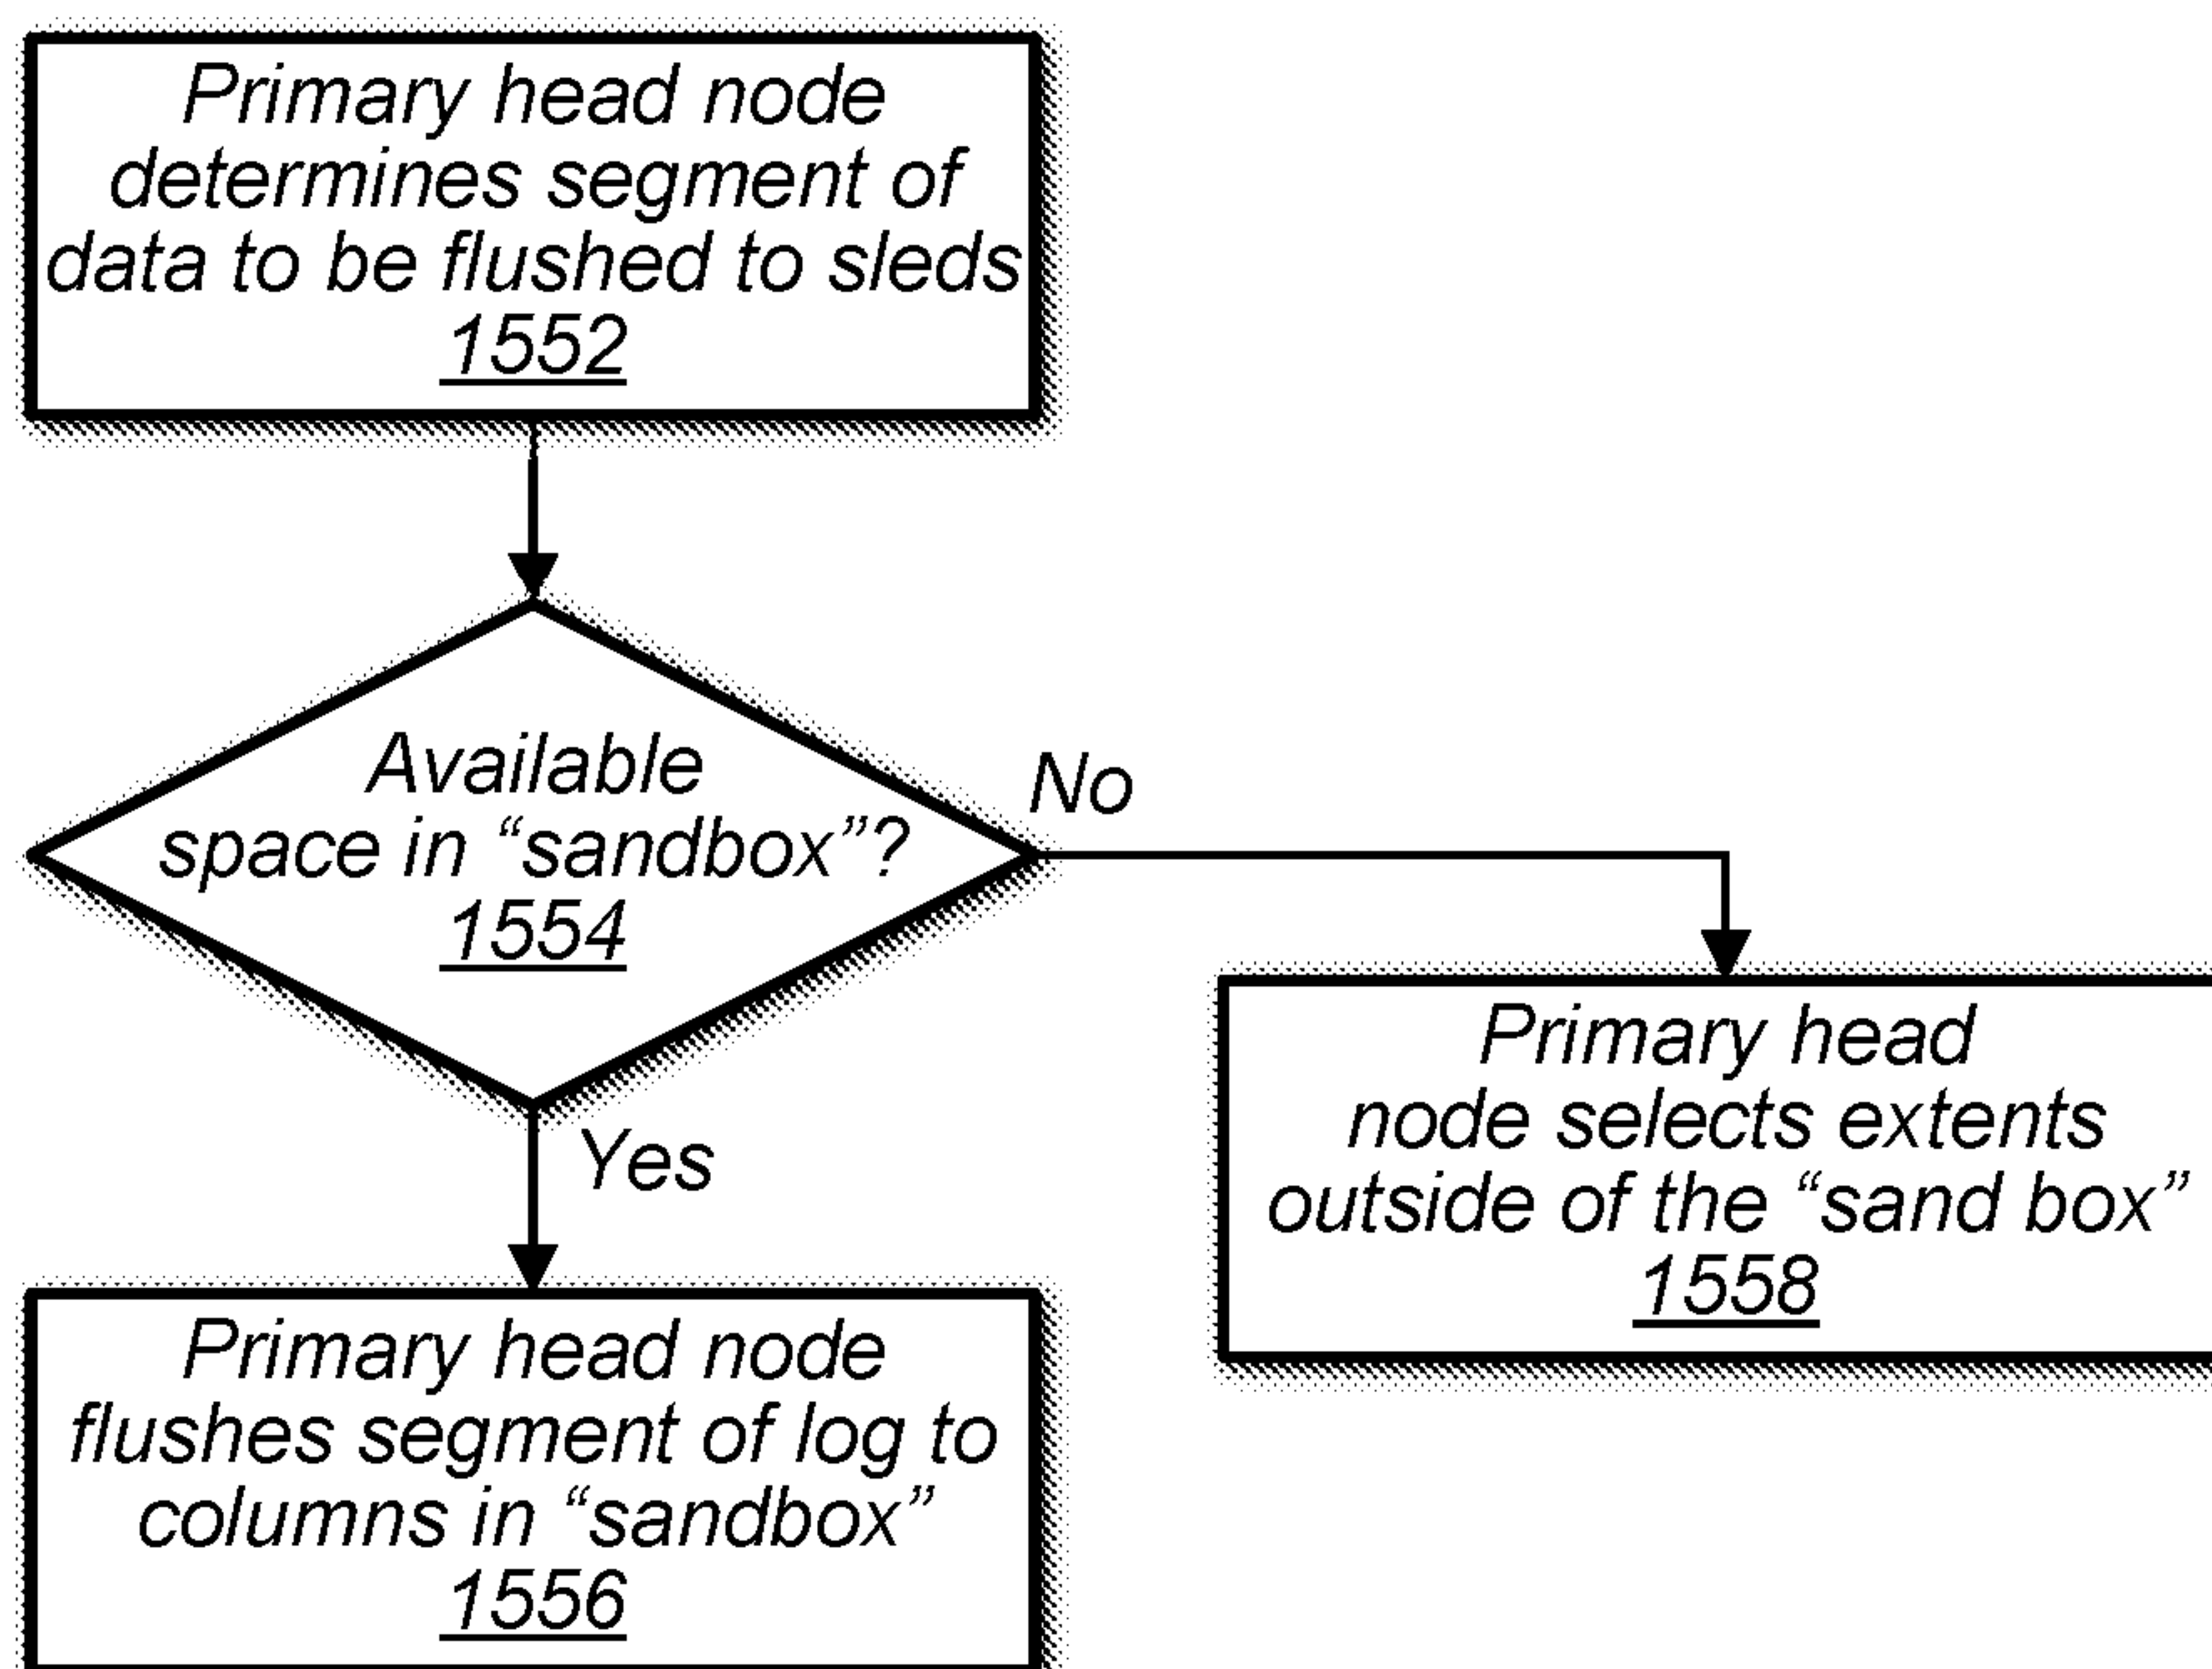 Primary head node
determines segment of
data to be flushed to sleds
1552
Available
space in “sandbox”?
1554
No
Yes
Primary head
node selects extents
outside of the “sand box”
1558
Primary head node
flushes segment of log to
columns in “sandbox”
1556